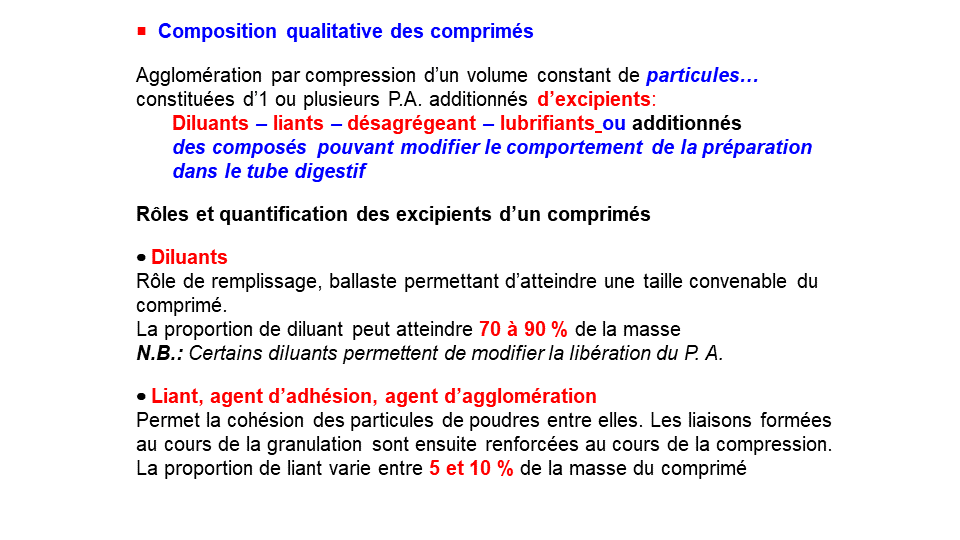 ▪ Composition qualitative des comprimés
Agglomération par compression d’un volume constant de particules…
constituées d’1 ou plusieurs P.A. additionnés d’excipients:
Diluants – liants – désagrégeant – lubrifiants ou additionnés
des composés pouvant modifier le comportement de la préparation
dans le tube digestif
Rôles et quantification des excipients d’un comprimés
• Diluants
Rôle de remplissage, ballaste permettant d’atteindre une taille convenable du
comprimé.
La proportion de diluant peut atteindre 70 à 90 % de la masse
N.B.: Certains diluants permettent de modifier la libération du P. A.
• Liant, agent d’adhésion, agent d’agglomération
Permet la cohésion des particules de poudres entre elles. Les liaisons formées
au cours de la granulation sont ensuite renforcées au cours de la compression.
La proportion de liant varie entre 5 et 10 % de la masse du comprimé